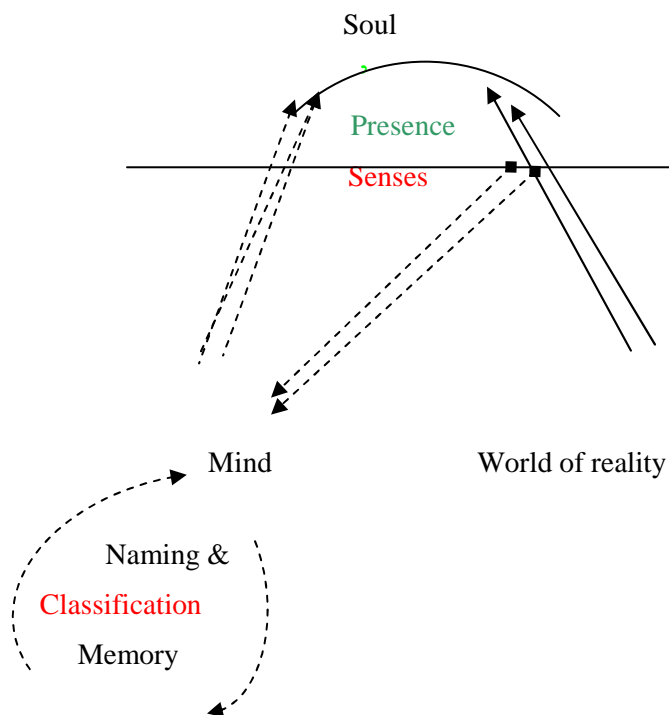 Soul
Presence
Senses
Mind
World of reality
Naming &
Classification
Memory